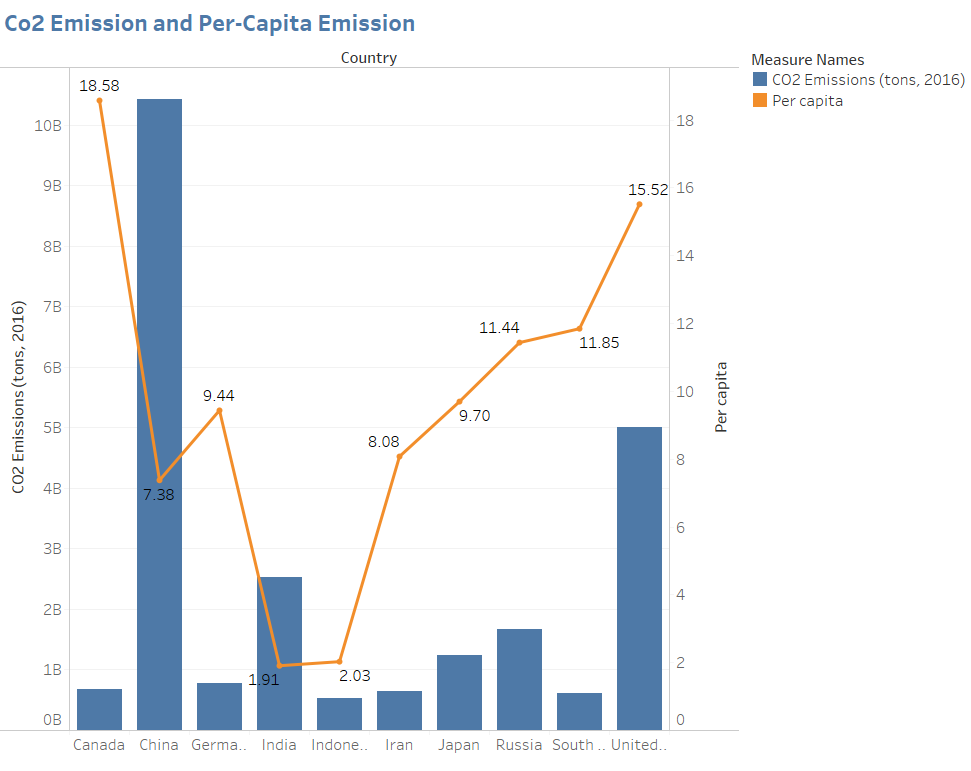 Co2 Emission and Per-Capita Emission
Country
Measure Names
CO2 Emissions (tons, 2016)
Per capita
CO2 Emissions (tons, 2016)
10B
9B
8B
7B
6B
5B
4B
3B
2B
1B
0B
18.58
7.38
9.44
1.91
2.03
8.08
9.70
11.44
11.85
15.52
18
16
14
12
10
8
6
4
2
0
Per capita
Canada China Germa.. India Indone.. Iran Japan Russia South .. United..